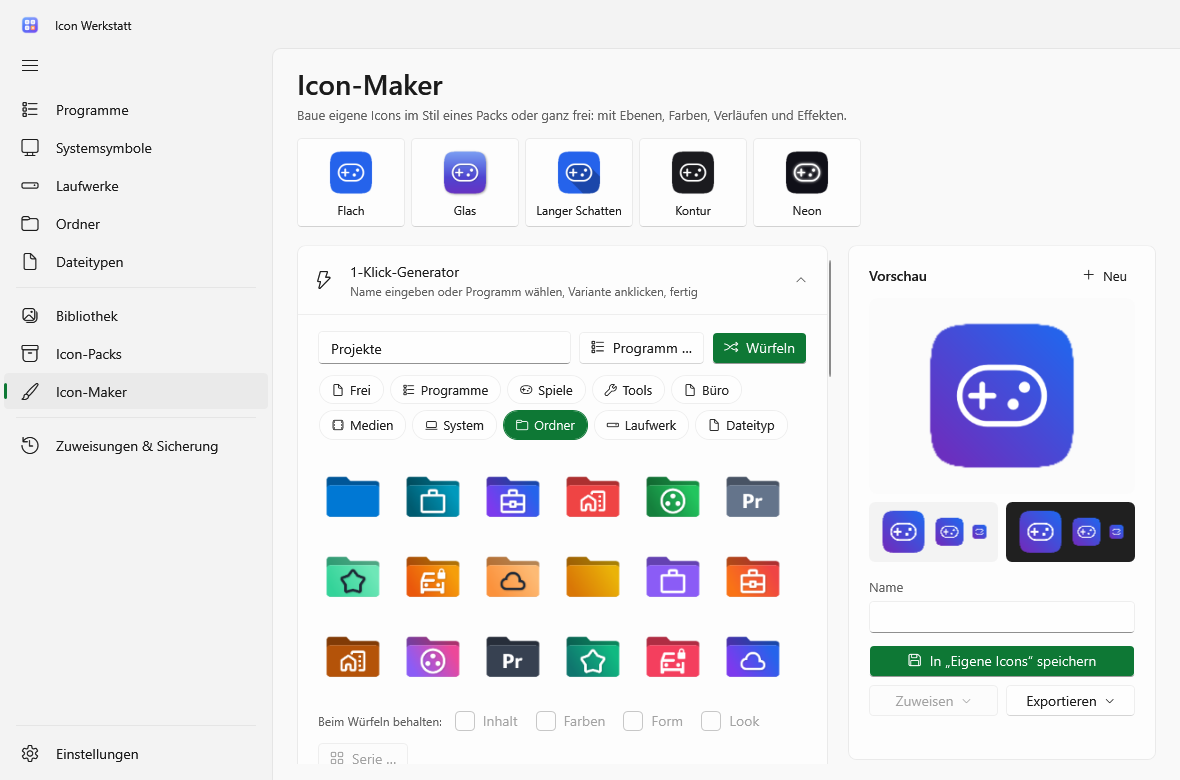 Icon Werkstatt
Programme
Systemsymbole
Laufwerke
Ordner
Dateitypen
Bibliothek
Icon-Packs
Icon-Maker
Zuweisungen & Sicherung
Einstellungen
Icon-Maker
Baue eigene Icons im Stil eines Packs oder ganz frei: mit Ebenen, Farben, Verläufen und Effekten.
Flach Glas Langer Schatten Kontur Neon
1-Klick-Generator
Name eingeben oder Programm wählen, Variante anklicken, fertig
Projekte Programm ... Würfeln
Frei Programme Spiele Tools Büro
Medien System Ordner Laufwerk Dateityp
Pr
Pr
Beim Würfeln behalten: Inhalt Farben Form Look
Serie ...
Vorschau Neu
Name
In „Eigene Icons“ speichern
Zuweisen Exportieren